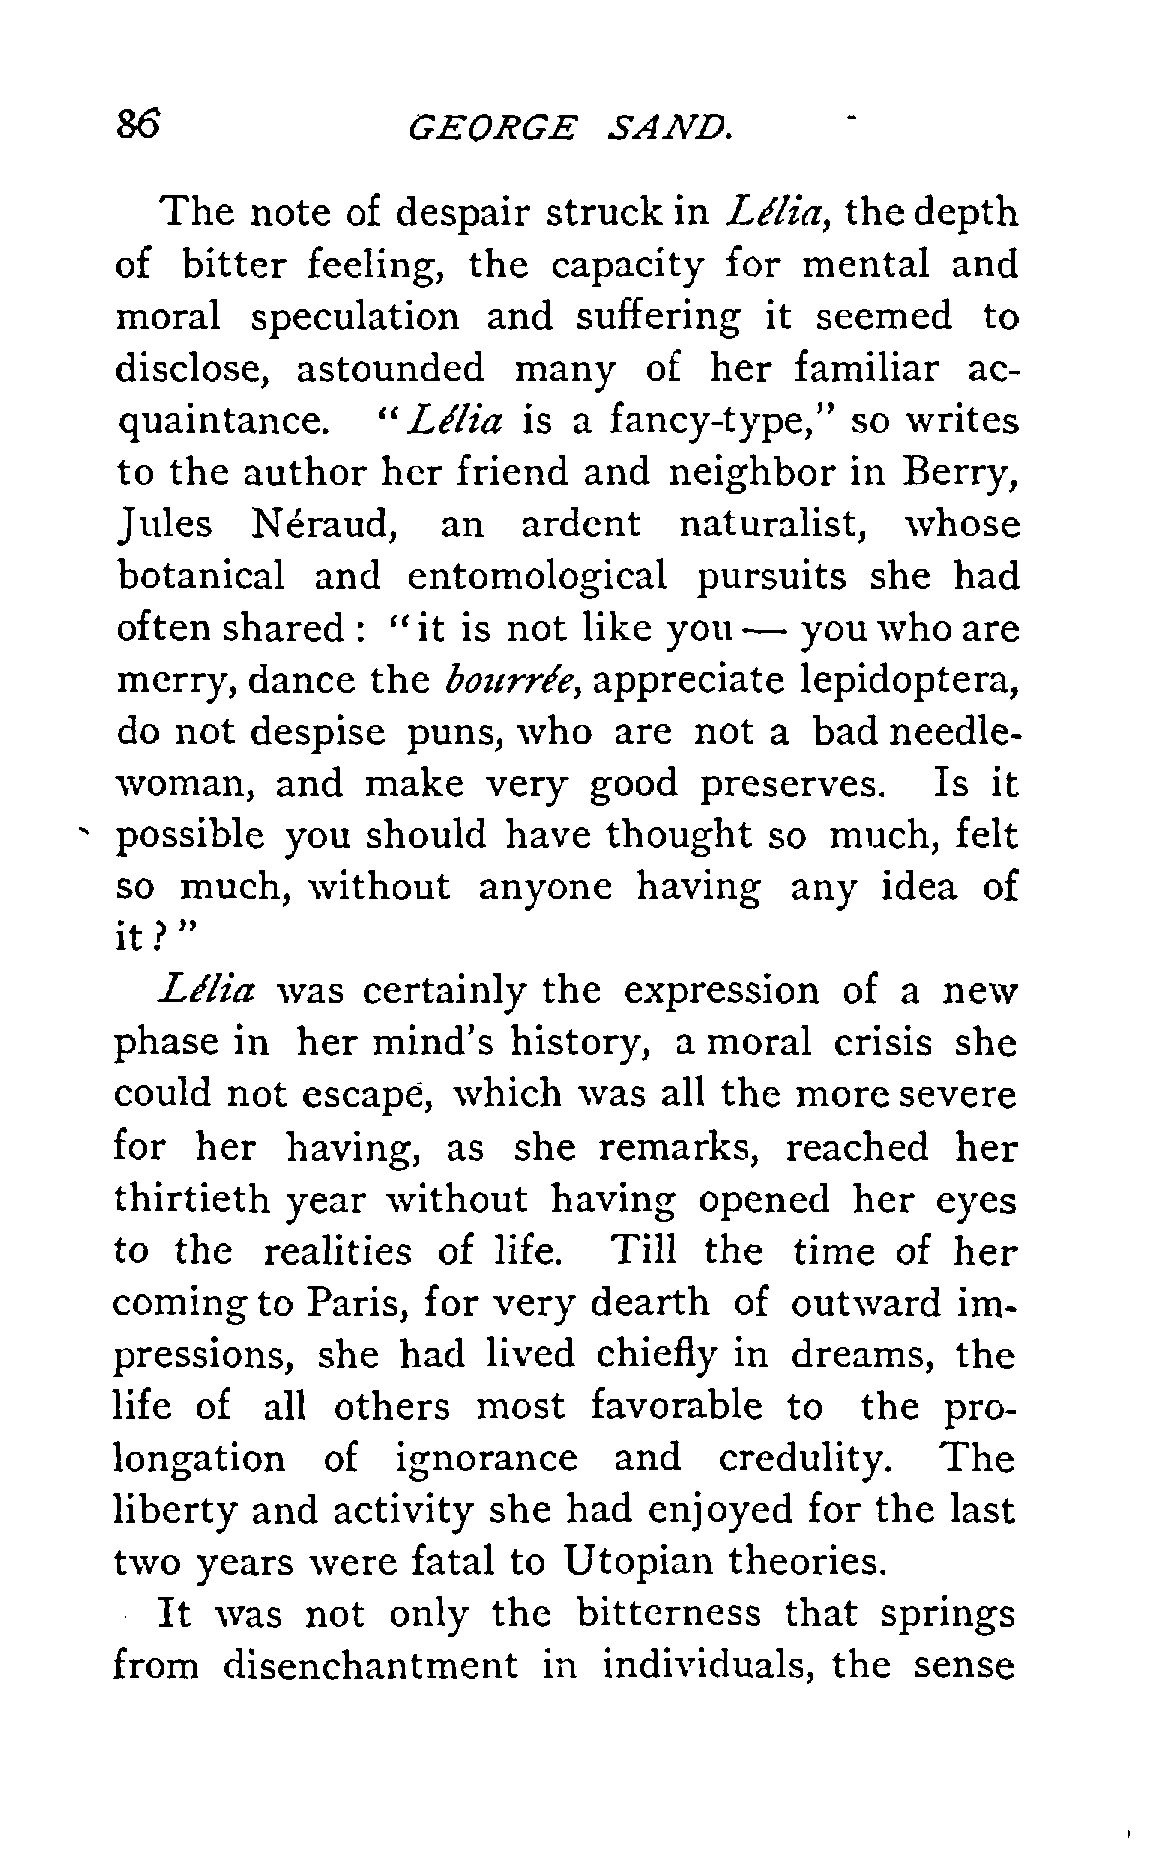 86 GEORGE SAND.
The note of despair struck in Lélia, the depth
of bitter feeling, the capacity for mental and
moral speculation and suffering it seemed to
disclose, astounded many of her familiar ac-
quaintance. "Lélia is a fancy-type," so writes
to the author her friend and neighbor in Berry,
Jules Néraud, an ardent naturalist, whose
botanical and entomological pursuits she had
often shared : "it is not like you — you who are
merry, dance the bourrée, appreciate lepidoptera,
do not despise puns, who are not a bad needle-
woman, and make very good preserves. Is it
possible you should have thought so much, felt
so much, without anyone having any idea of
it ? "
Lélia was certainly the expression of a new
phase in her mind's history, a moral crisis she
could not escape, which was all the more severe
for her having, as she remarks, reached her
thirtieth year without having opened her eyes
to the realities of life. Till the time of her
coming to Paris, for very dearth of outward im-
pressions, she had lived chiefly in dreams, the
life of all others most favorable to the pro-
longation of ignorance and credulity. The
liberty and activity she had enjoyed for the last
two years were fatal to Utopian theories.
It was not only the bitterness that springs
from disenchantment in individuals, the sense